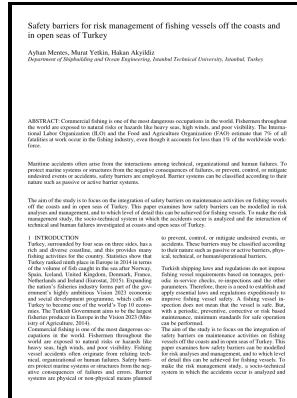 Safety barriers for risk management of fishing vessels off the coasts and
in open seas of Turkey
Ayhan Mentes, Murat Yetkin, Hakan Akyildiz
Department of Shipbuilding and Ocean Engineering, Istanbul Technical University, Istanbul, Turkey
ABSTRACT: Commercial fishing is one of the most dangerous occupations in the world. Fishermen throughout
the world are exposed to natural risks or hazards like heavy seas, high winds, and poor visibility. The Interna-
tional Labor Organization (ILO) and the Food and Agriculture Organization (FAO) estimate that 7% of all
fatalities at work occur in the fishing industry, even though it accounts for less than 1% of the worldwide work-
force.
Maritime accidents often arise from the interactions among technical, organizational and human failures. To
protect marine systems or structures from the negative consequences of failures, or prevent, control, or mitigate
undesired events or accidents, safety barriers are employed. Barrier systems can be classified according to their
nature such as passive or active barrier systems.
The aim of the study is to focus on the integration of safety barriers on maintenance activities on fishing vessels
off the coast and in open of Turkey. This paper examines how safety barriers can be modelled in risk
analyses and management, and to which level of detail this can be achieved for fishing vessels. To make the risk
management study, the socio-technical system in which the accidents occur is analyzed and the interaction of
technical and human failures investigated at coasts and open seas of Turkey.
1 INTRODUCTION
Turkey, surrounded by four seas on three sides, has a
rich and diverse coastline, and this provides many
fishing activities for the country. Statistics show that
Turkey ranked ninth place in Europe in 2014 in terms
of the volume of fish caught in the sea after Norway,
Spain, Iceland, United Kingdom, Denmark, France,
Netherlands and Ireland (Eurostat, 2015). Expanding
the nation's fisheries industry forms part of the gov-
ernment's highly ambitious Vision 2023 economic
and social development programme, which calls on
Turkey to become one of the world's Top 10 econo-
mies. The Turkish Government aims to be the largest
fisheries producer in Europe in the Vision 2023 (Min-
istry of Agriculture, 2014).
Commercial fishing is one of the most dangerous oc-
cupations in the world. Fishermen throughout the
world are exposed to natural risks or hazards like
heavy seas, high winds, and poor visibility. Fishing
vessel accidents often originate from relating tech-
nical, organizational, or human failures. Safety barri-
ers protect marine systems or structures from the neg-
ative consequences of failures and errors. Barrier
systems are physical or non-physical means planned
to prevent, control, or mitigate undesired events or
accidents. These barriers may be classified according
to their nature such as passive or active barriers, phys-
ical, technical, or human/operational barriers.
Turkish shipping laws and regulations do not impose
fishing vessel requirements based on tonnages, perio-
dic in-service checks, re-inspections and the other
measures. Therefore, there is a need to establish and
apply essential laws and regulations expeditiously to
improve fishing vessel safety. A fishing vessel in-
spection does not mean that the vessel is safe. But,
with a periodic, preventive, corrective or risk based
maintenance, minimum standards for safe operation
can be performed.
The aim of the study is to focus on the integration of
safety barriers on maintenance activities on fishing
vessels off the coast and in open of Turkey. This
paper examines how safety barriers can be modelled
for risk analyses and management, and to which level
of detail this can be achieved for fishing vessels. To
make the risk management study, a socio-technical
system in which the accidents occur is analyzed and